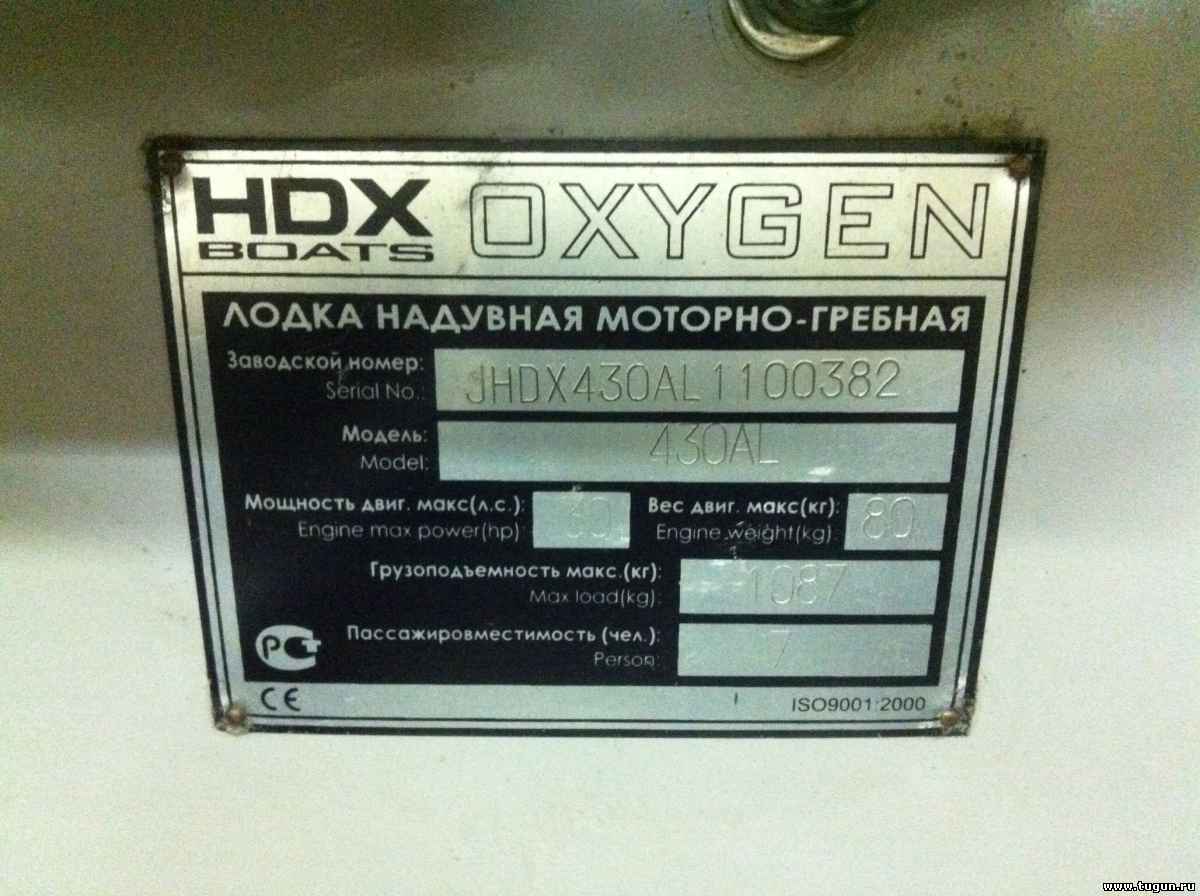 HDX OXYGEN
BOATS
ЛОДКА НАДУВНАЯ МОТОРНО-ГРЕБНАЯ
Заводской номер: JHDX430AL1100382
Serial No.:
Модель: 430AL
Model:
Мощность двиг. макс(л.с.): 30 Вес двиг. макс(кг): 80
Engine max power(hp) Engine weight(kg):
Грузоподъемность макс.(кг): 1087
Max load(kg):
Пассажировместимость (чел.): 7
Person:
РСТ
CE ISO9001:2000
www.tugun.ru